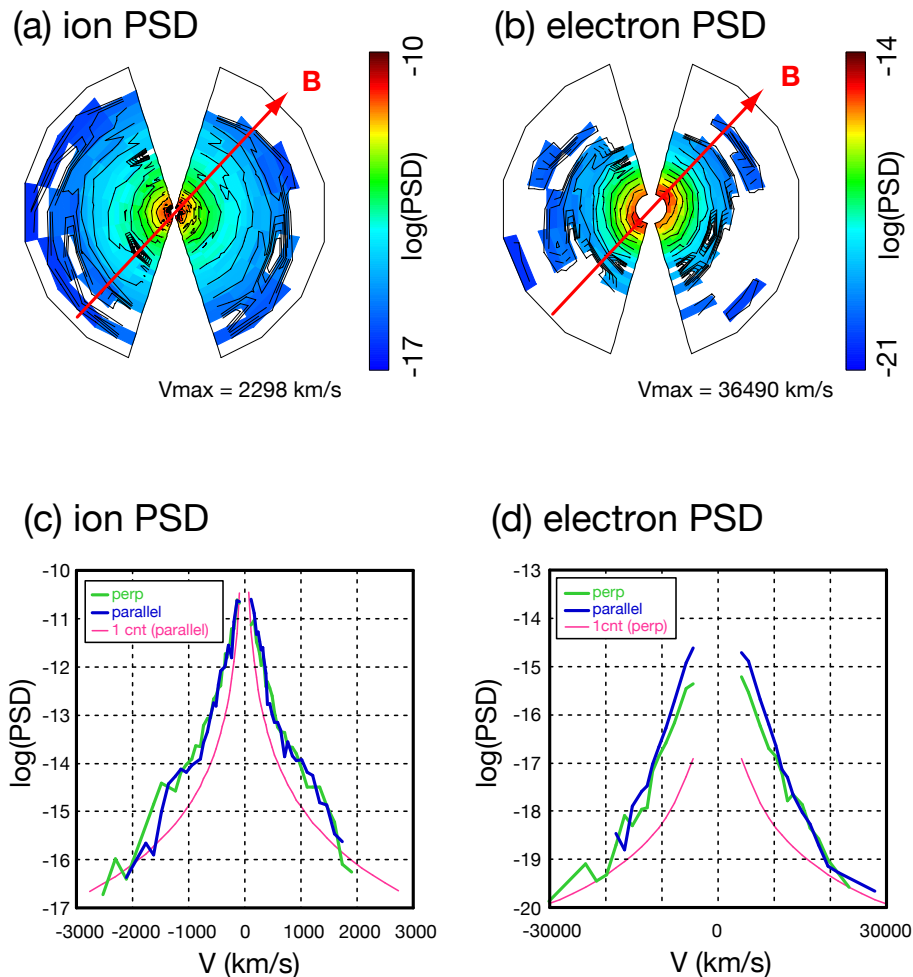 (a) ion PSD
(b) electron PSD
B
-10
log(PSD)
-17
B
-14
log(PSD)
-21
Vmax = 2298 km/s
Vmax = 36490 km/s
(c) ion PSD
(d) electron PSD
log(PSD)
-10
-11
-12
-13
-14
-15
-16
-17
perp
parallel
1 cnt (parallel)
-3000 -2000 -1000 0 1000 2000 3000
V (km/s)
log(PSD)
-13
-14
-15
-16
-17
-18
-19
-20
perp
parallel
1cnt (perp)
-30000 0 10000 30000
V (km/s)